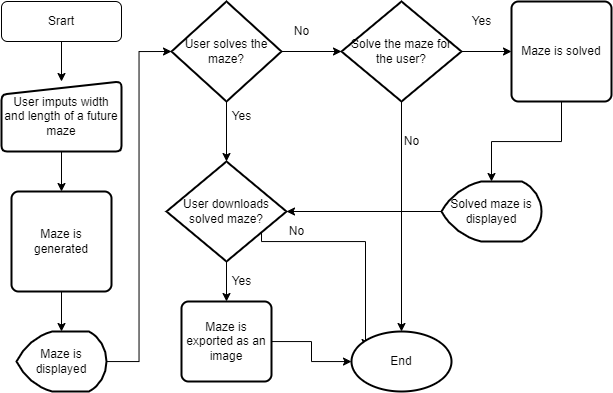 Srart
User imputs width
and length of a future
maze
Maze is
generated
Maze is
displayed
User solves the
maze?
No
Yes
Solve the maze for
the user?
Yes
No
Maze is solved
Solved maze is
displayed
User downloads
solved maze?
No
Yes
Maze is
exported as an
image
End